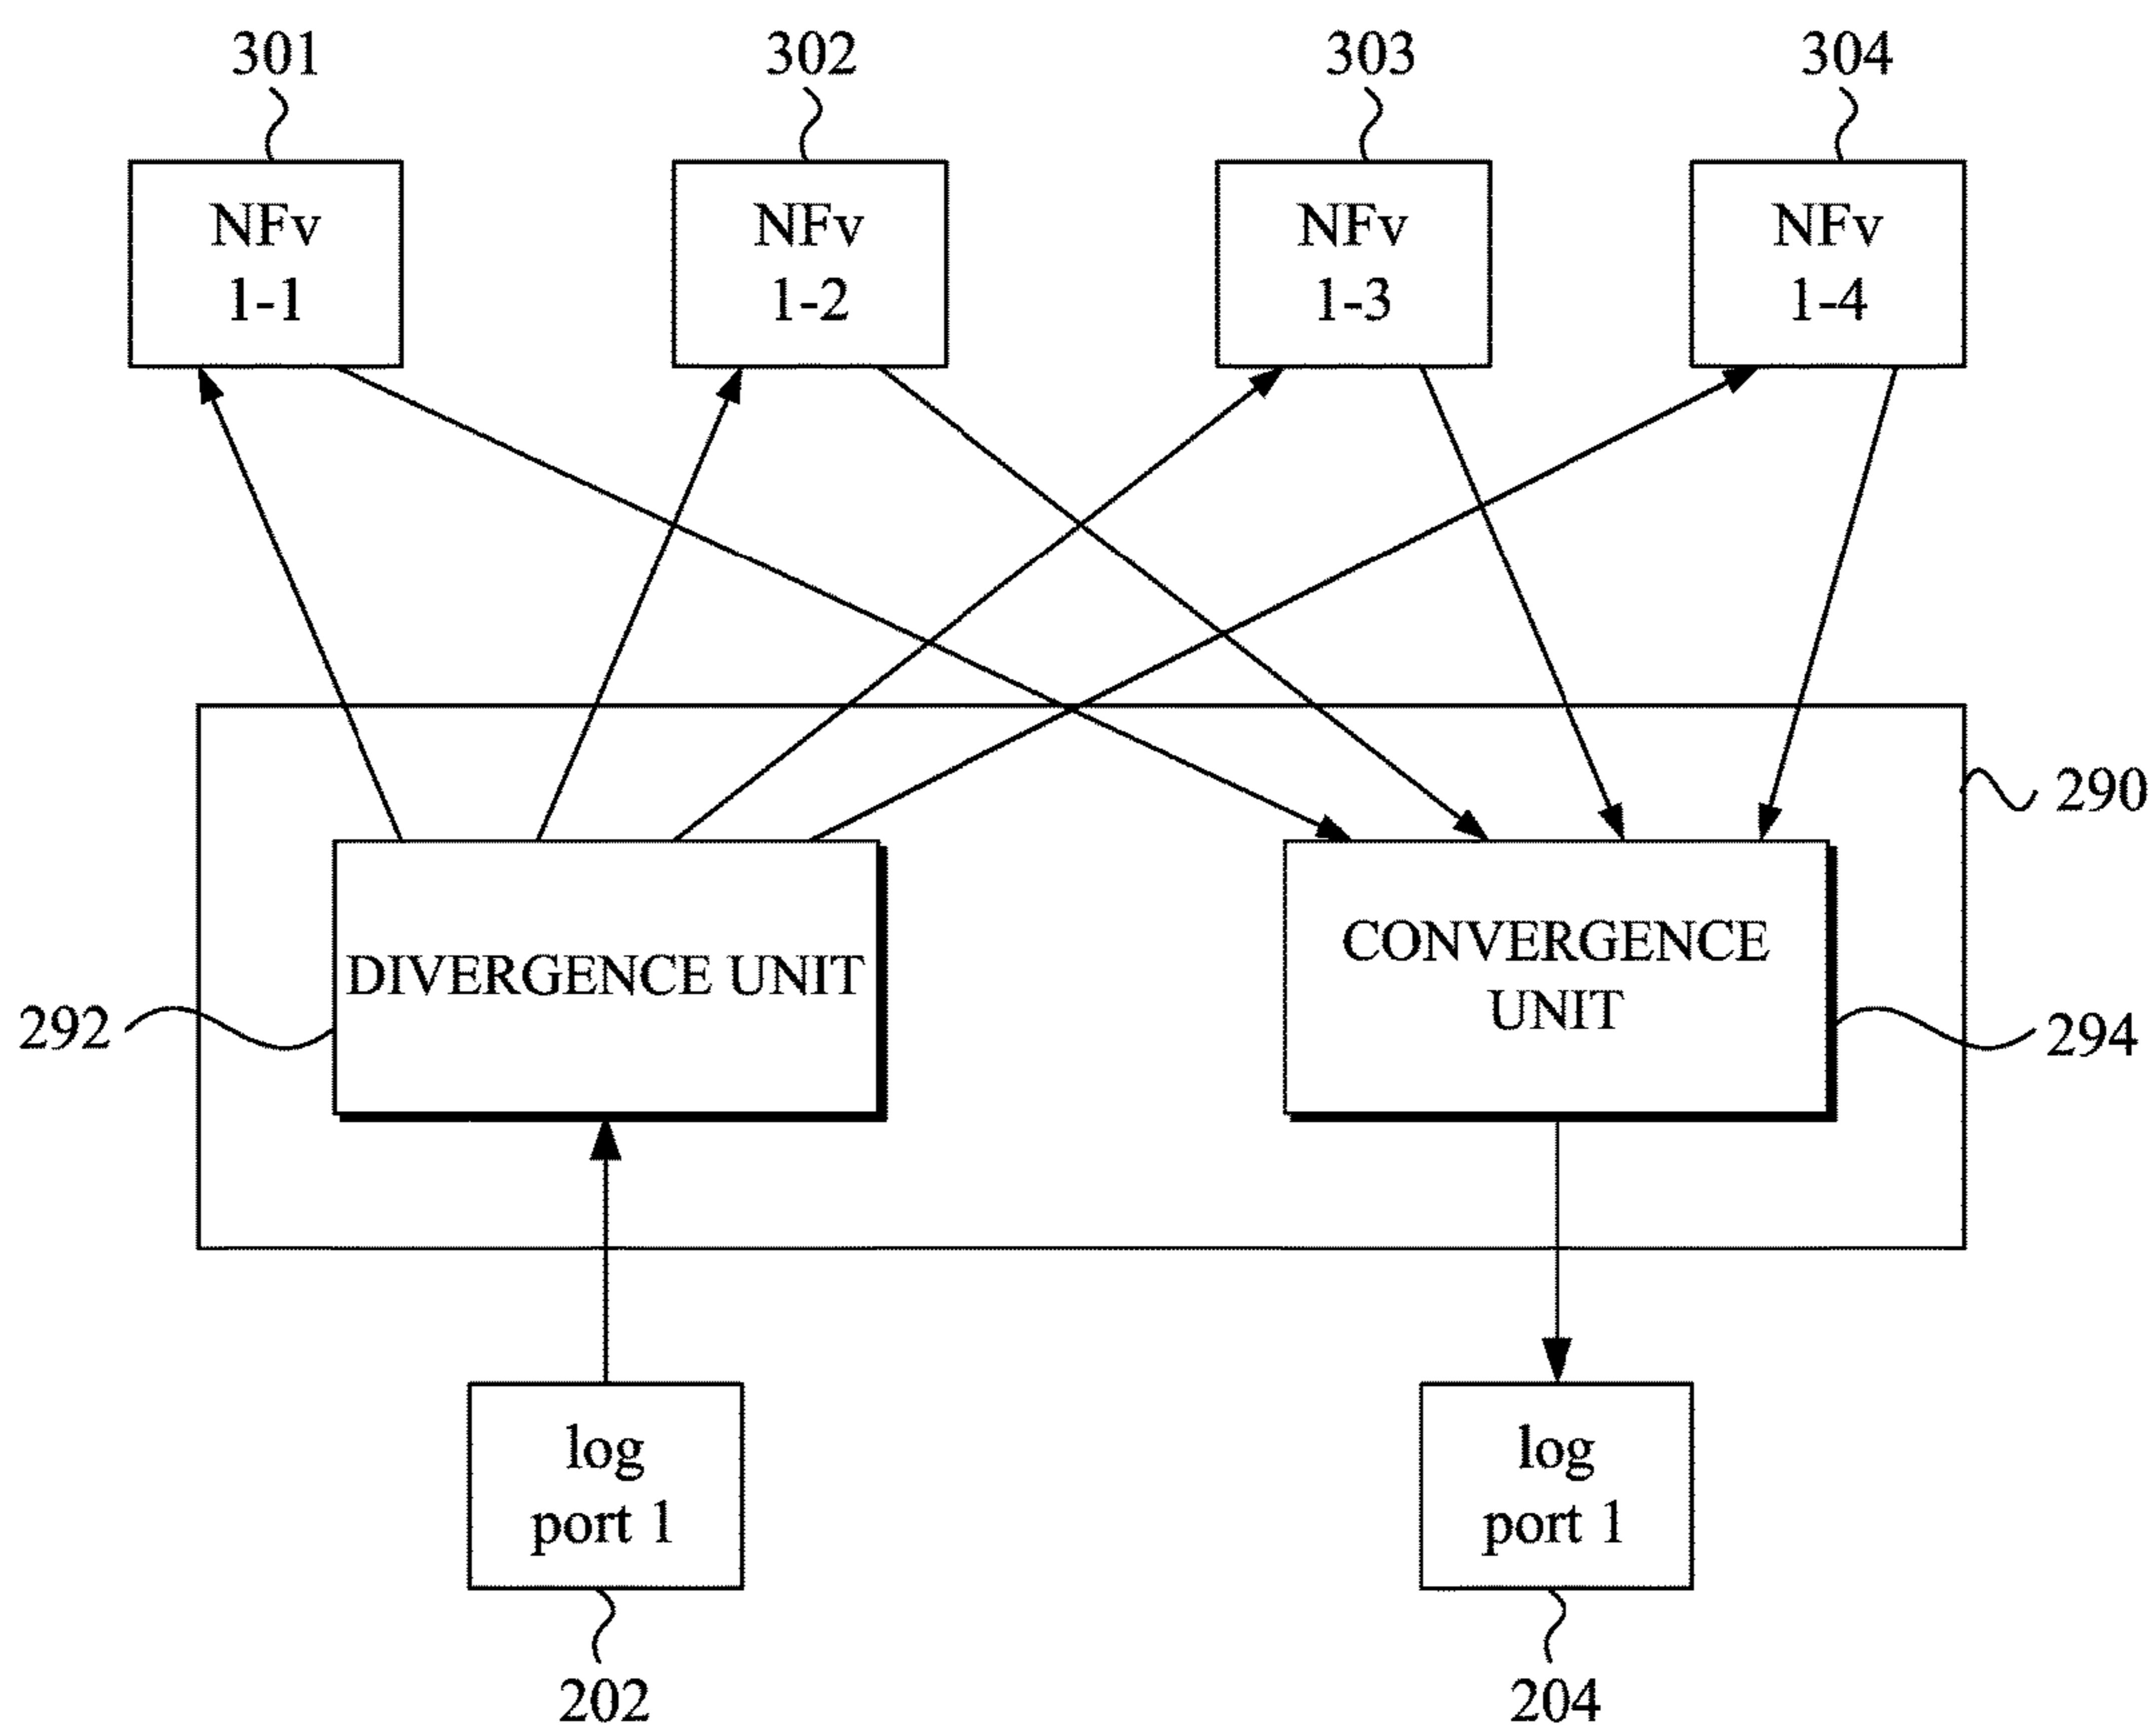 301
302
303
304
NFv
1-1
NFv
1-2
NFv
1-3
NFv
1-4
290
DIVERGENCE UNIT
CONVERGENCE
UNIT
292
294
log
port 1
log
port 1
202
204